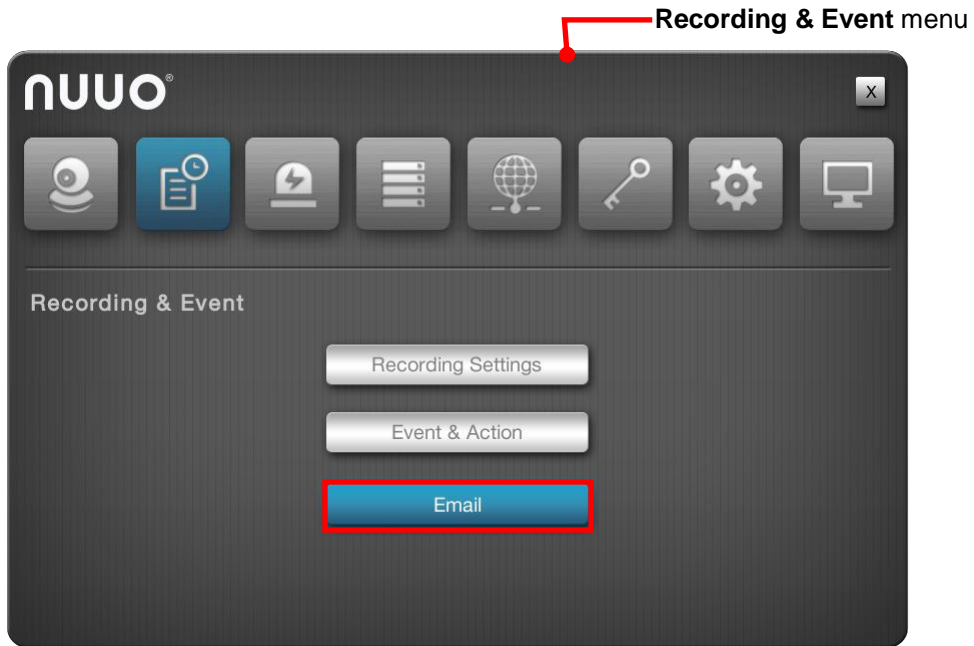 Recording & Event menu
nuuo®
X
Recording & Event
Recording Settings
Event & Action
Email